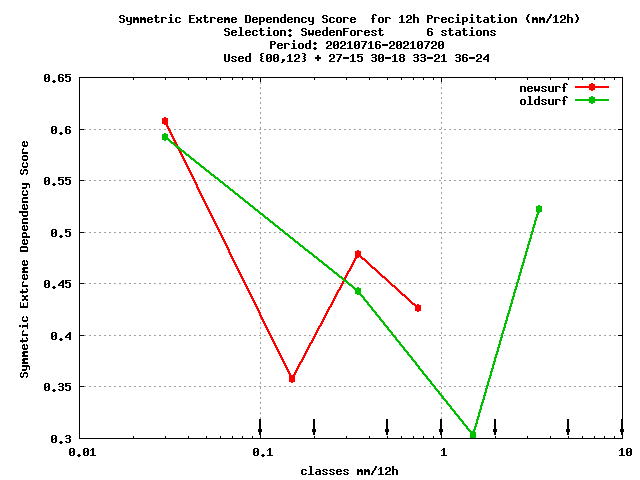 Symmetric Extreme Dependency Score  for 12h Precipitation (mm/12h)
Selection: SwedenForest      6 stations
Period: 20210716-20210720
Used {00,12} + 27-15 30-18 33-21 36-24
newsurf
oldsurf
0.65
0.6
0.55
0.5
0.45
0.4
0.35
0.3
Symmetric Extreme Dependency Score
0.01
0.1
1
10
classes mm/12h